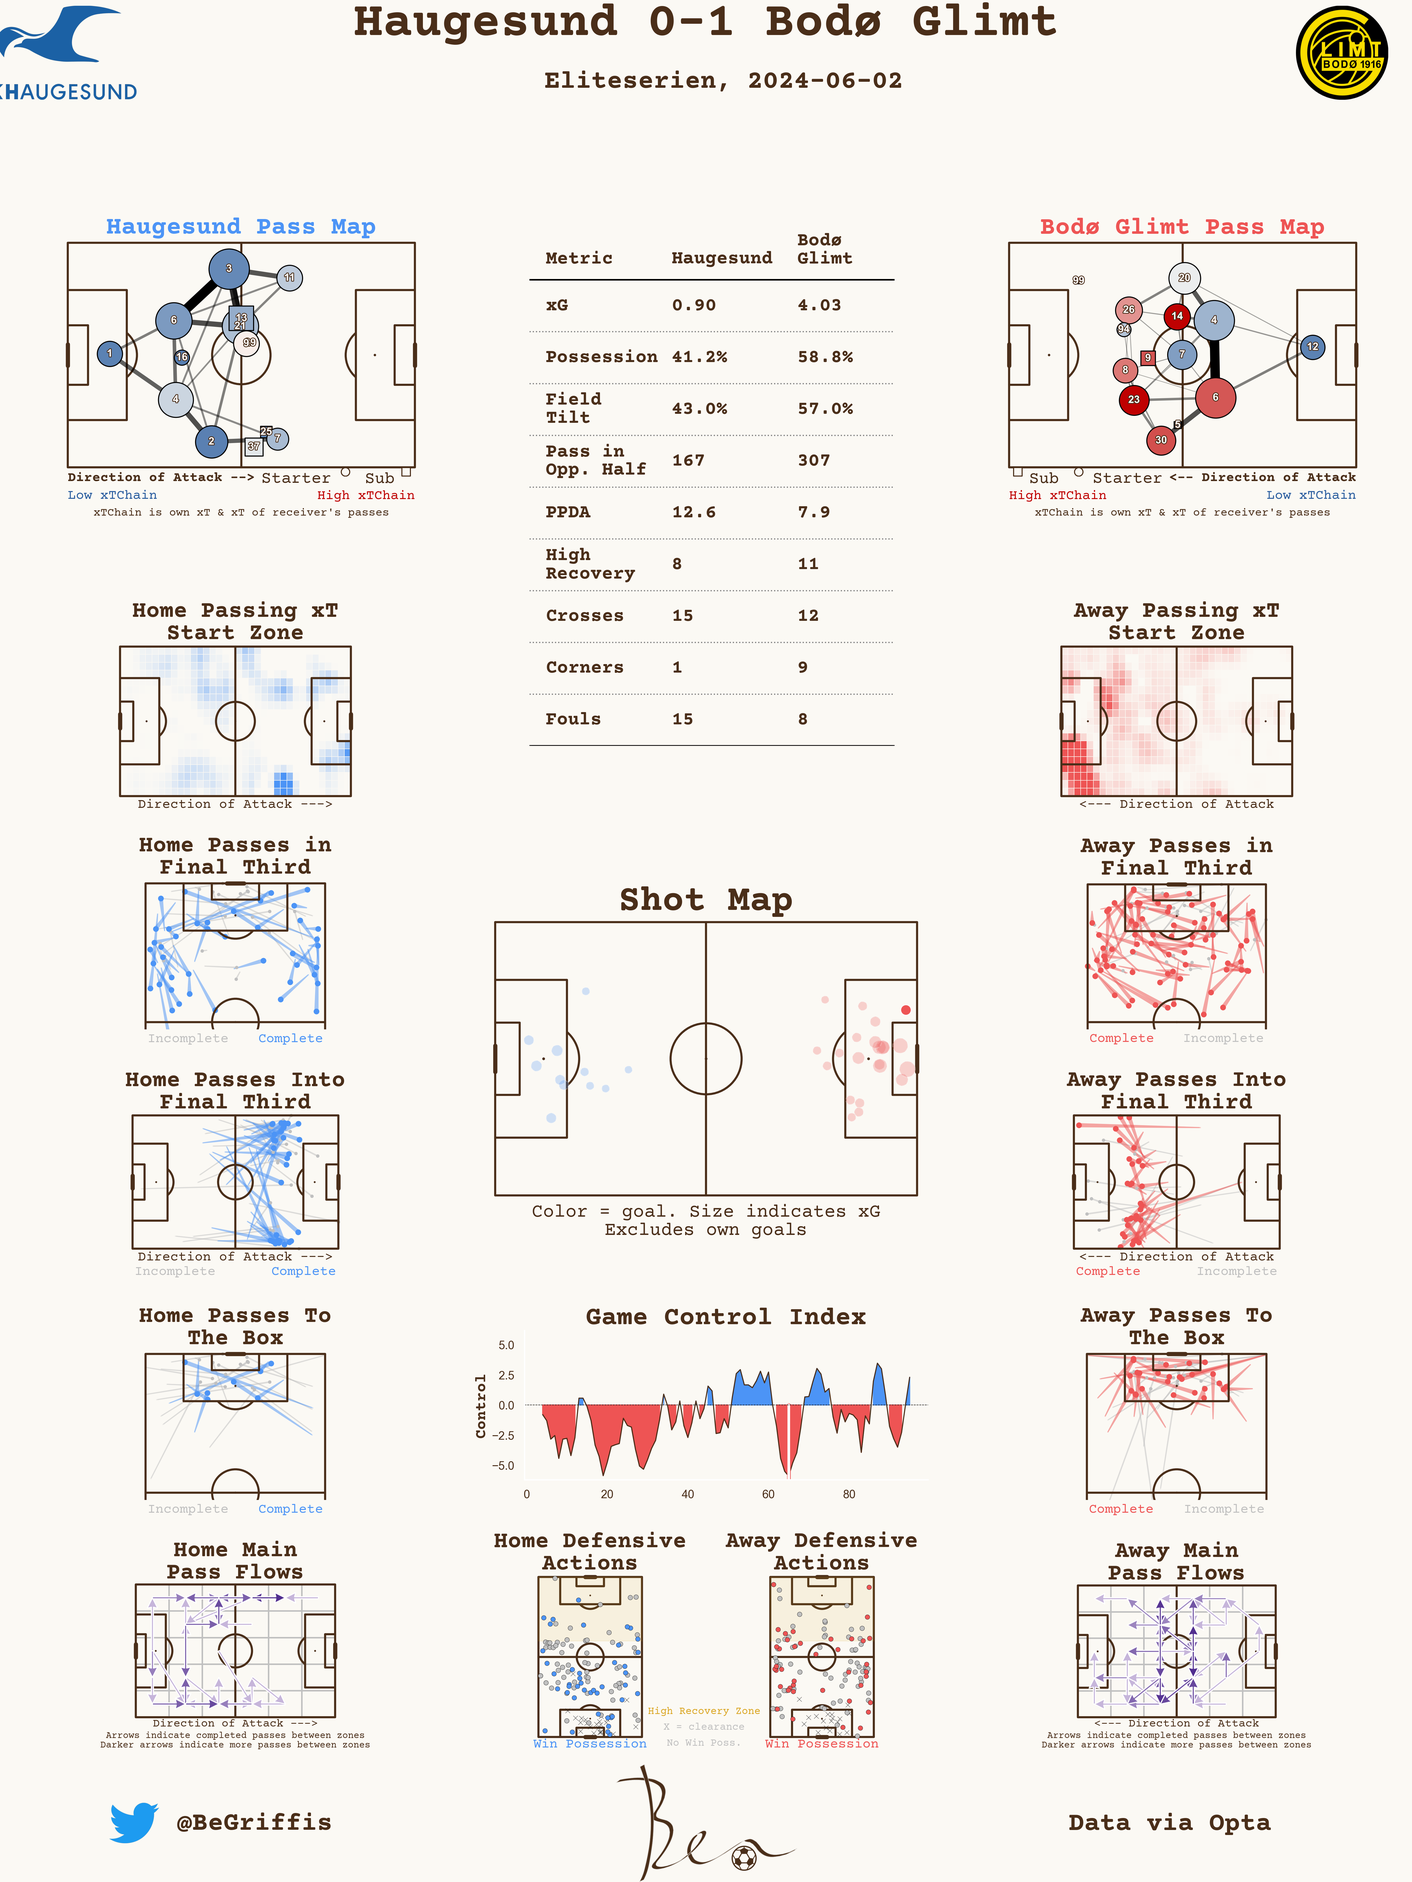 Haugesund 0-1 Bodø Glimt
Eliteserien, 2024-06-02
KHAUGESUND
LIMT
BODØ 1916
Haugesund Pass Map
3
11
13
21
6
99
1
16
4
2
25
37
7
Direction of Attack --> Starter Sub
Low xTChain High xTChain
xTChain is own xT & xT of receiver's passes
Metric Haugesund Bodø Glimt
xG 0.90 4.03
Possession 41.2% 58.8%
Field Tilt 43.0% 57.0%
Pass in Opp. Half 167 307
PPDA 12.6 7.9
High Recovery 8 11
Crosses 15 12
Corners 1 9
Fouls 15 8
Bodø Glimt Pass Map
99
20
26
14
4
94
7
12
9
8
23
6
5
30
Sub Starter <-- Direction of Attack
High xTChain Low xTChain
xTChain is own xT & xT of receiver's passes
Home Passing xT
Start Zone
Direction of Attack --->
Away Passing xT
Start Zone
<--- Direction of Attack
Home Passes in
Final Third
Incomplete Complete
Away Passes in
Final Third
Complete Incomplete
Shot Map
Color = goal. Size indicates xG
Excludes own goals
Home Passes Into
Final Third
Direction of Attack --->
Incomplete Complete
Away Passes Into
Final Third
<--- Direction of Attack
Complete Incomplete
Home Passes To
The Box
Incomplete Complete
Game Control Index
Control
5.0
2.5
0.0
−2.5
−5.0
0 20 40 60 80
Away Passes To
The Box
Complete Incomplete
Home Main
Pass Flows
Direction of Attack --->
Arrows indicate completed passes between zones
Darker arrows indicate more passes between zones
Home Defensive
Actions
Win Possession
Away Defensive
Actions
Win Possession
High Recovery Zone
X = clearance
No Win Poss.
Away Main
Pass Flows
<--- Direction of Attack
Arrows indicate completed passes between zones
Darker arrows indicate more passes between zones
@BeGriffis
Ben
Data via Opta